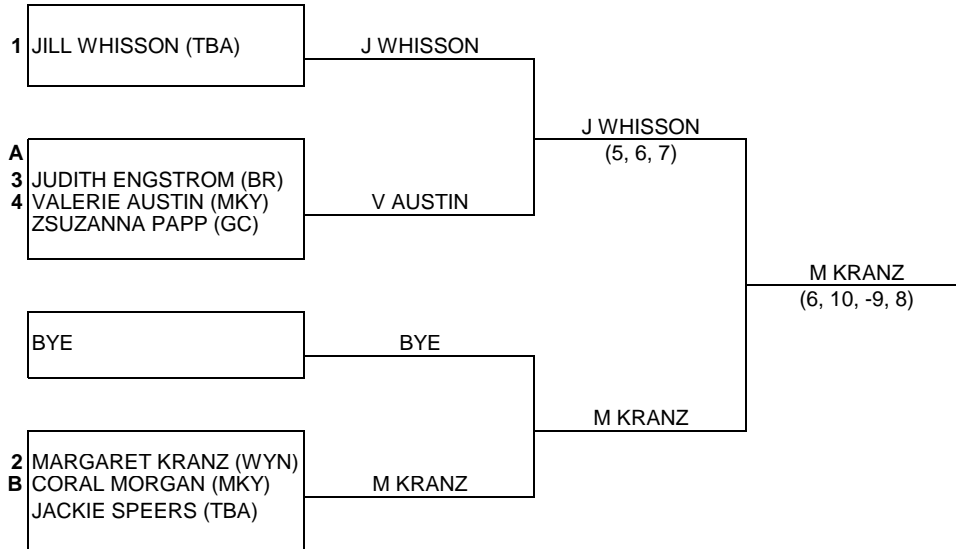 1 JILL WHISSON (TBA)
J WHISSON
J WHISSON
(5, 6, 7)
A
3 JUDITH ENGSTROM (BR)
4 VALERIE AUSTIN (MKY)
ZSUZANNA PAPP (GC)
V AUSTIN
M KRANZ
(6, 10, -9, 8)
BYE
BYE
M KRANZ
2 MARGARET KRANZ (WYN)
B CORAL MORGAN (MKY)
JACKIE SPEERS (TBA)
M KRANZ